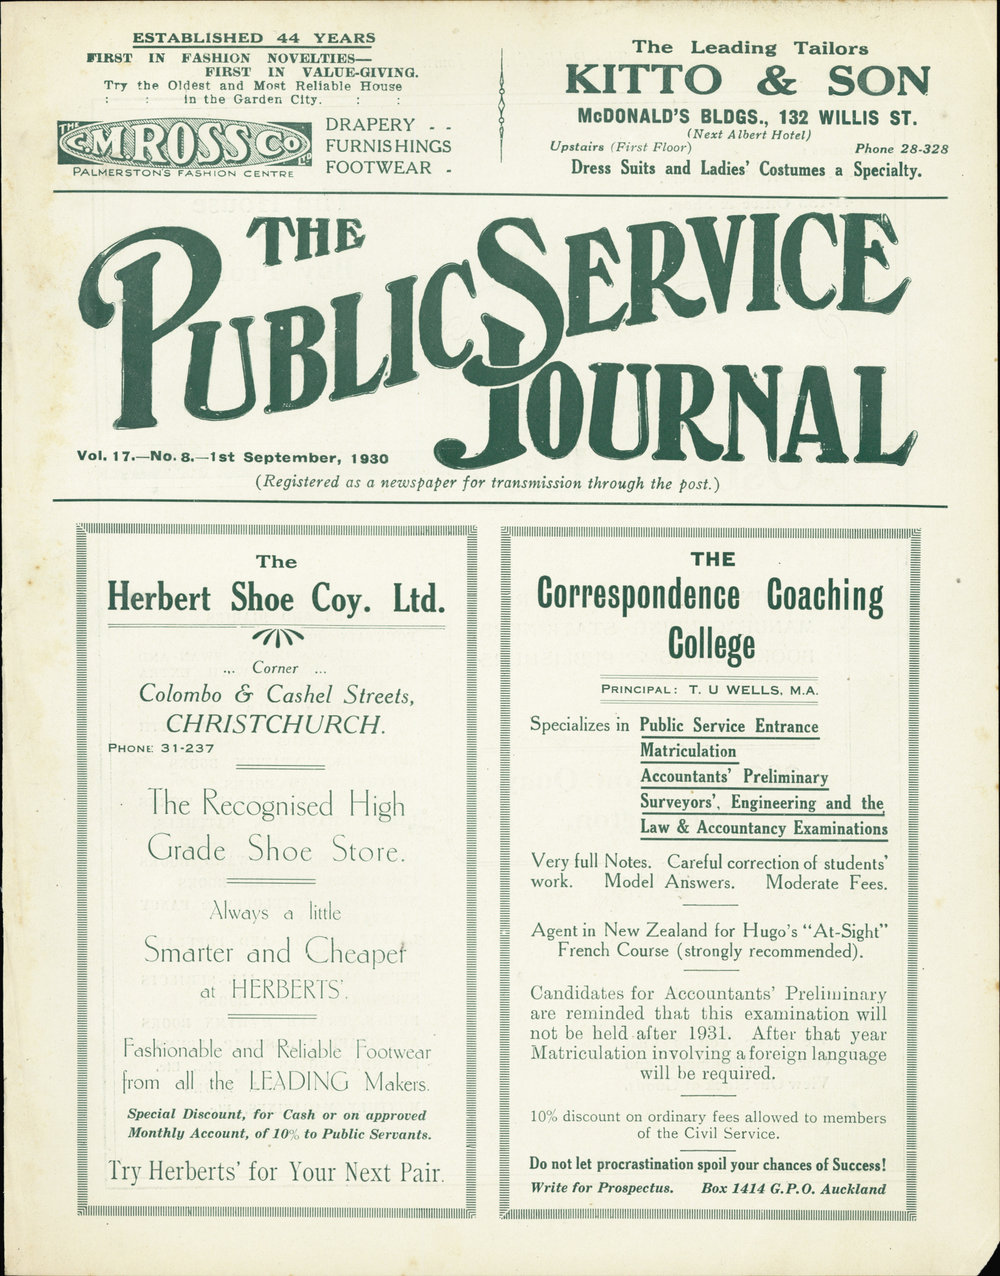 ESTABLISHED 44 YEARS
FIRST IN FASHION NOVELTIES—
FIRST IN VALUE-GIVING.
Try the Oldest and Most Reliable House
: : in the Garden City. : :
THE C.M. ROSS CO LTD
PALMERSTON'S FASHION CENTRE
DRAPERY - -
FURNISHINGS
FOOTWEAR -
The Leading Tailors
KITTO & SON
McDONALD'S BLDGS., 132 WILLIS ST.
(Next Albert Hotel)
Upstairs (First Floor) Phone 28-328
Dress Suits and Ladies' Costumes a Specialty.
THE
PUBLIC SERVICE
JOURNAL
Vol. 17.—No. 8.—1st September, 1930
(Registered as a newspaper for transmission through the post.)
The
Herbert Shoe Coy. Ltd.
... Corner ...
Colombo & Cashel Streets,
CHRISTCHURCH.
PHONE 31-237
The Recognised High
Grade Shoe Store.
Always a little
Smarter and Cheaper
at HERBERTS'.
Fashionable and Reliable Footwear
from all the LEADING Makers.
Special Discount, for Cash or on approved
Monthly Account, of 10% to Public Servants.
Try Herberts' for Your Next Pair.
THE
Correspondence Coaching
College
PRINCIPAL: T. U WELLS, M.A.
Specializes in Public Service Entrance
Matriculation
Accountants' Preliminary
Surveyors', Engineering and the
Law & Accountancy Examinations
Very full Notes. Careful correction of students'
work. Model Answers. Moderate Fees.
Agent in New Zealand for Hugo's "At-Sight"
French Course (strongly recommended).
Candidates for Accountants' Preliminary
are reminded that this examination will
not be held after 1931. After that year
Matriculation involving a foreign language
will be required.
10% discount on ordinary fees allowed to members
of the Civil Service.
Do not let procrastination spoil your chances of Success!
Write for Prospectus. Box 1414 G.P.O. Auckland